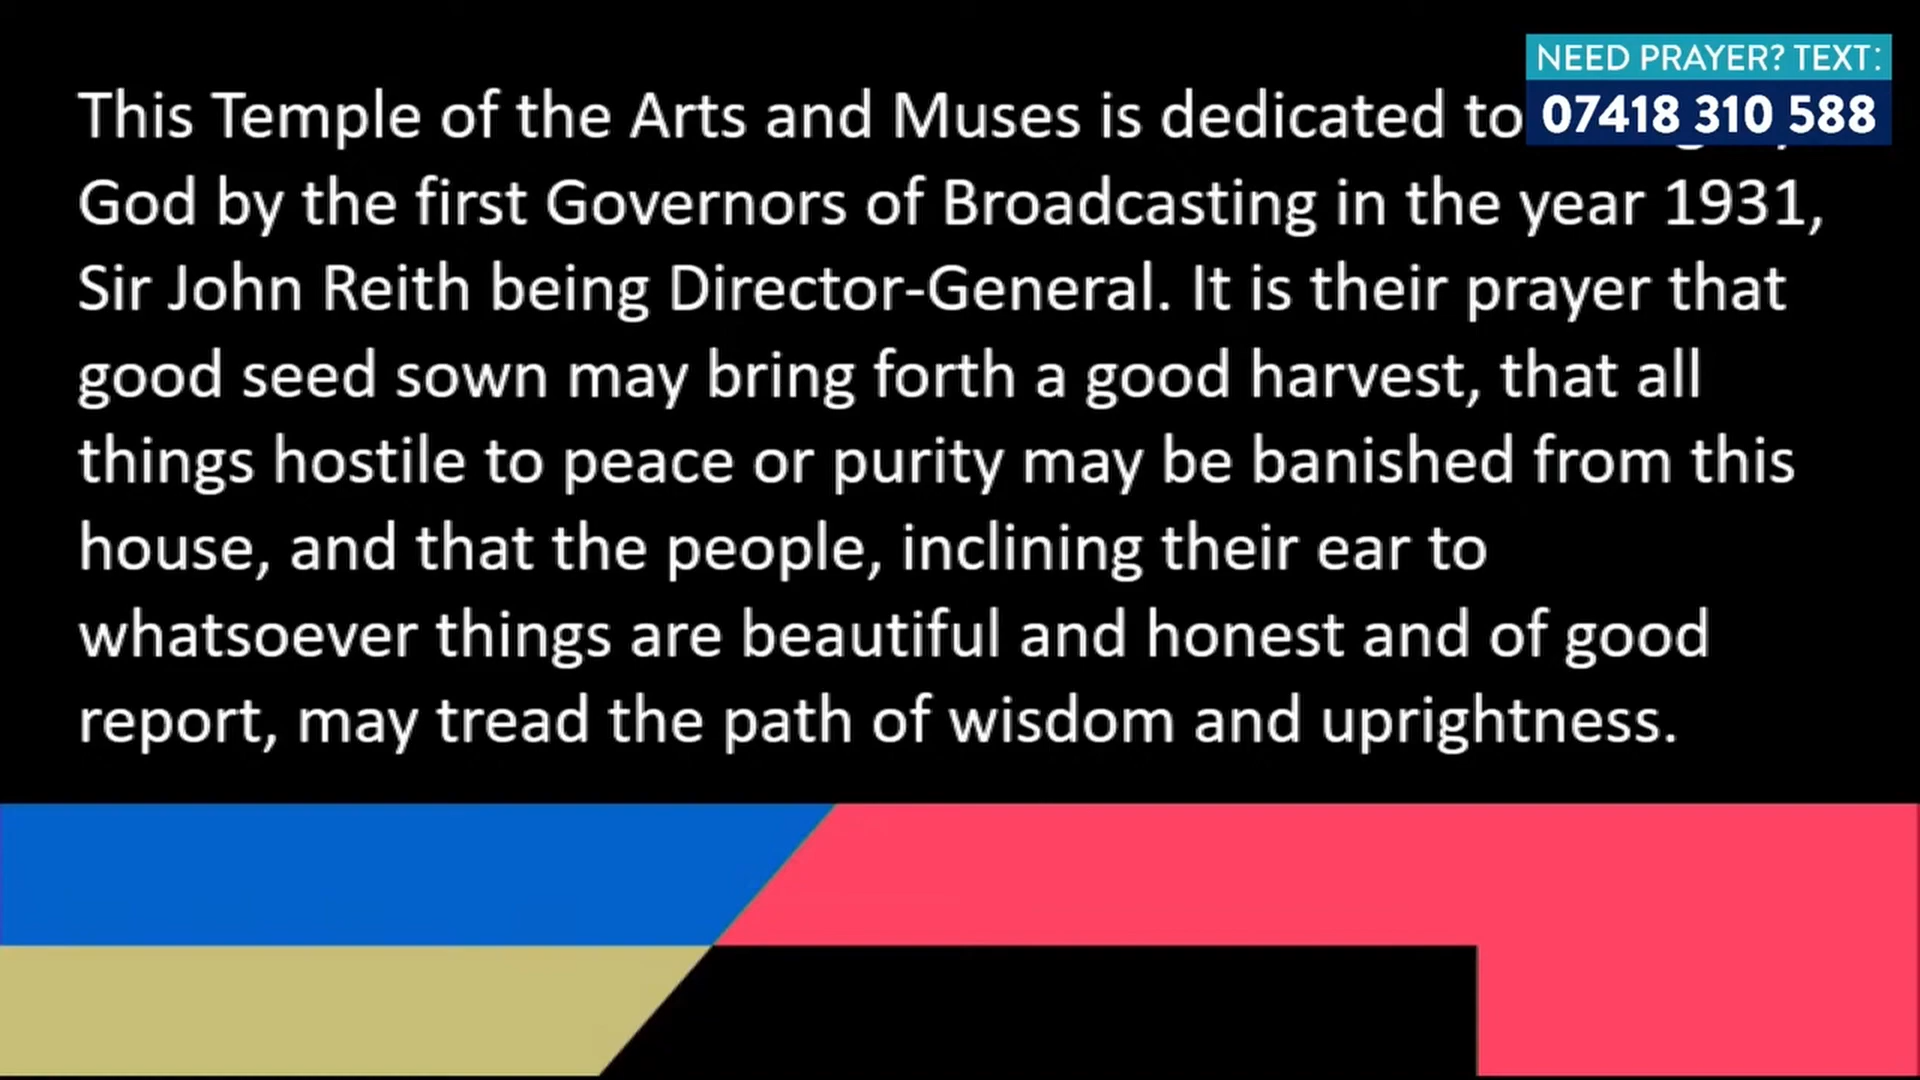 NEED PRAYER? TEXT:
07418 310 588
This Temple of the Arts and Muses is dedicated to
God by the first Governors of Broadcasting in the year 1931,
Sir John Reith being Director-General. It is their prayer that
good seed sown may bring forth a good harvest, that all
things hostile to peace or purity may be banished from this
house, and that the people, inclining their ear to
whatsoever things are beautiful and honest and of good
report, may tread the path of wisdom and uprightness.